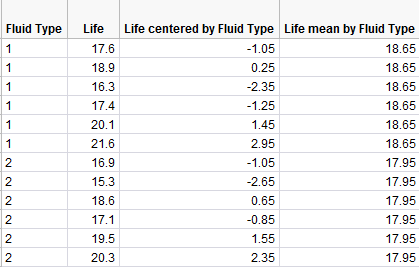 Fluid Type Life Life centered by Fluid Type Life mean by Fluid Type
1 17.6 -1.05 18.65
1 18.9 0.25 18.65
1 16.3 -2.35 18.65
1 17.4 -1.25 18.65
1 20.1 1.45 18.65
1 21.6 2.95 18.65
2 16.9 -1.05 17.95
2 15.3 -2.65 17.95
2 18.6 0.65 17.95
2 17.1 -0.85 17.95
2 19.5 1.55 17.95
2 20.3 2.35 17.95